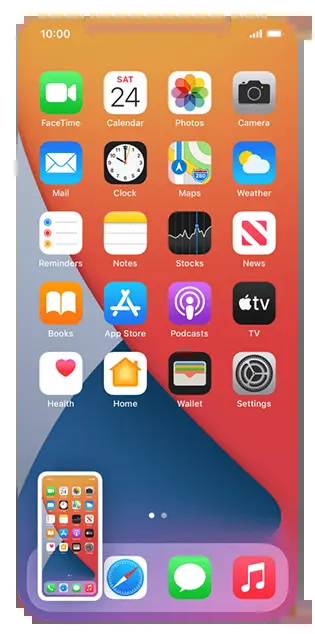 10:00
SAT
24
FaceTime Calendar Photos Camera
280
Mail Clock Maps Weather
Reminders Notes Stocks News
tv
Books App Store Podcasts TV
Health Home Wallet Settings